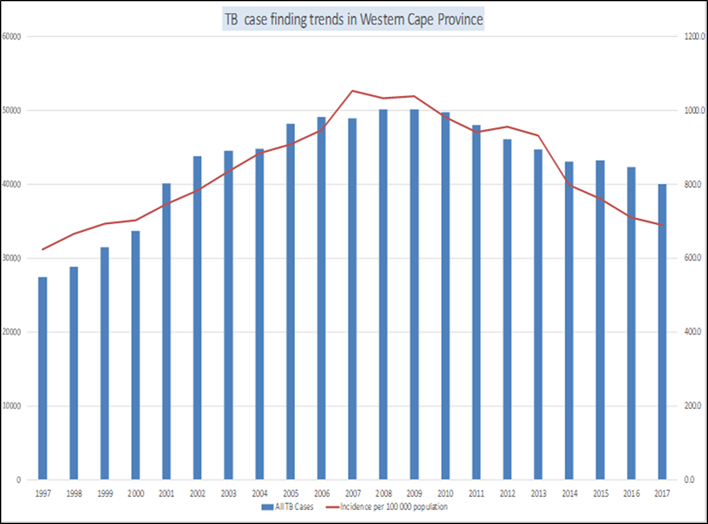 TB case finding trends in Western Cape Province
60000 1200.0
50000 1000.0
40000 800.0
30000 600.0
20000 400.0
10000 200.0
0 0.0
1997 1998 1999 2000 2001 2002 2003 2004 2005 2006 2007 2008 2009 2010 2011 2012 2013 2014 2015 2016 2017
All TB Cases Incidence per 100 000 population